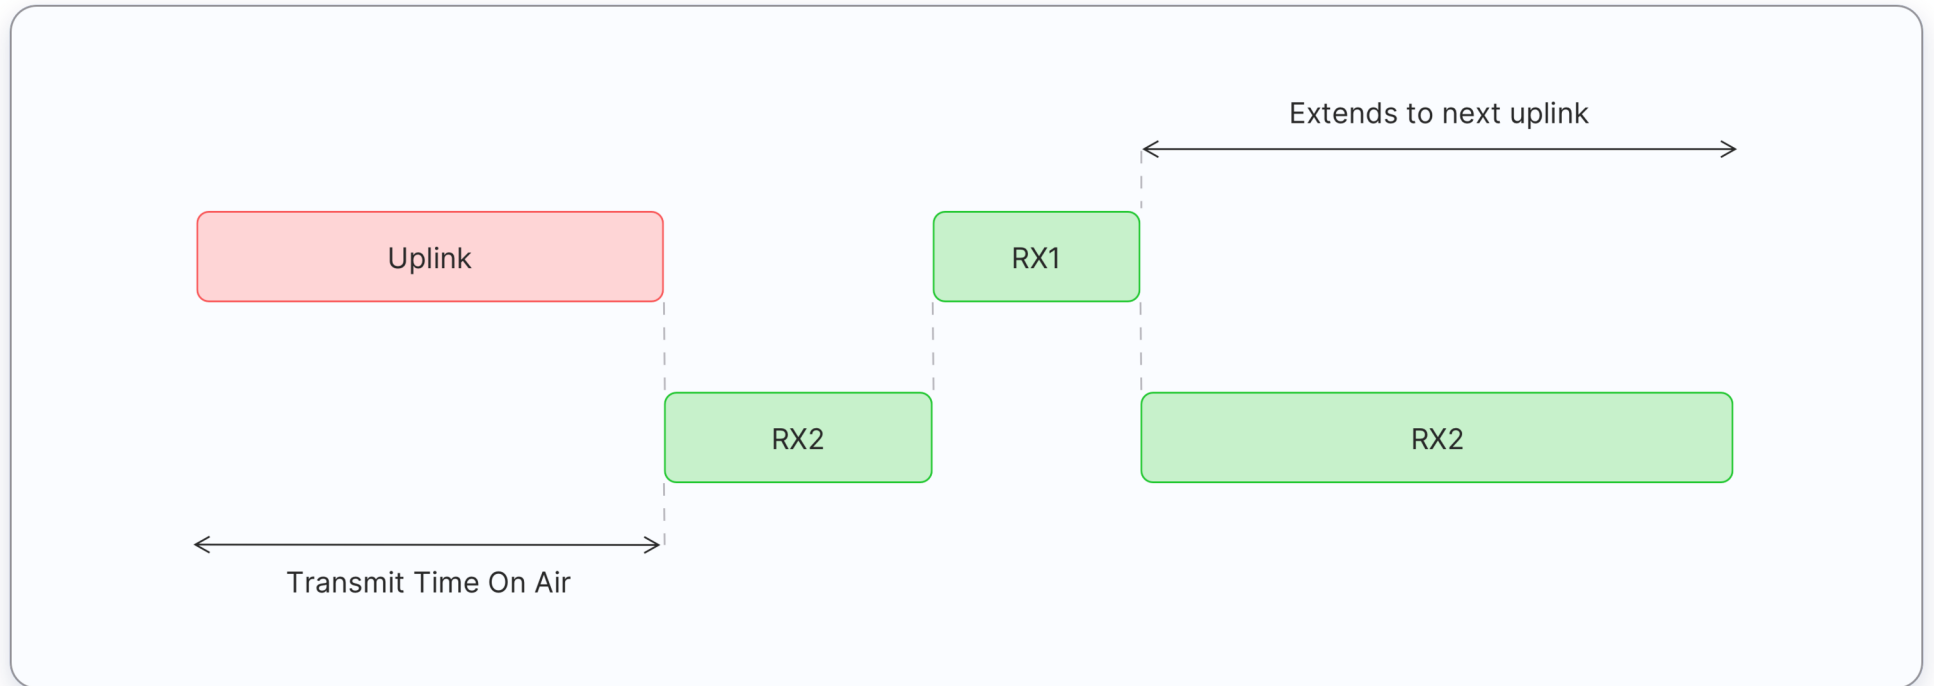 Extends to next uplink
Uplink
RX1
RX2
RX2
Transmit Time On Air